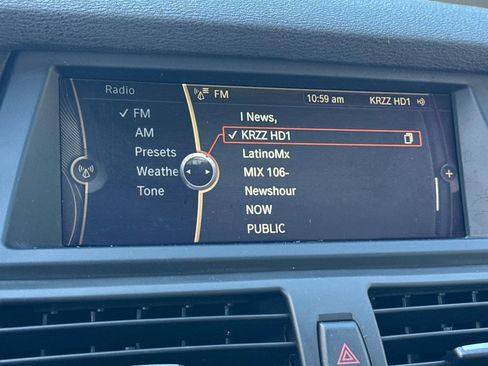 Radio
FM
10:59 am
KRZZ HD1
FM
AM
Presets
Weathe
Tone
I News,
KRZZ HD1
LatinoMx
MIX 106-
Newshour
NOW
PUBLIC